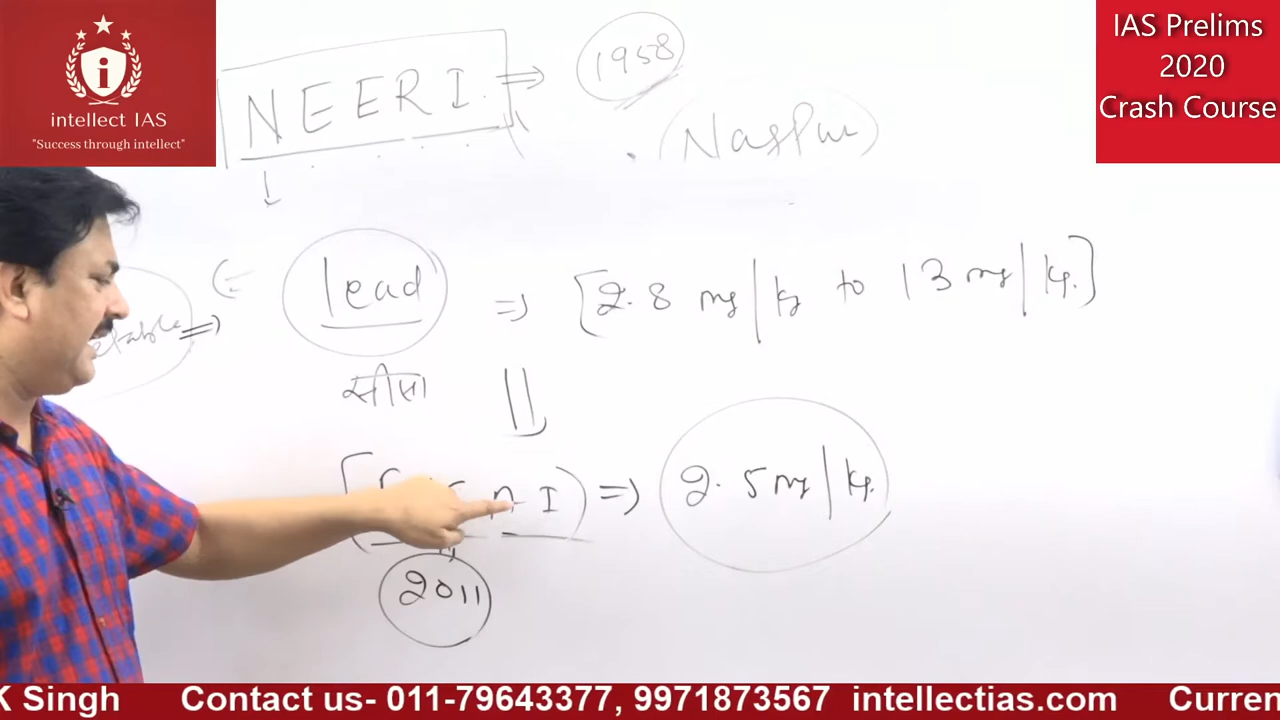 intellect IAS
"Success through intellect"
IAS Prelims
2020
Crash Course
NEERI ⇒ 1958
(Nagpur)
lead ⇒ [2.8 mg/kg to 13 mg/kg]
सीसा
I) ⇒ 2.5 mg/kg
2011
K Singh Contact us- 011-79643377, 9971873567 intellectias.com Curren